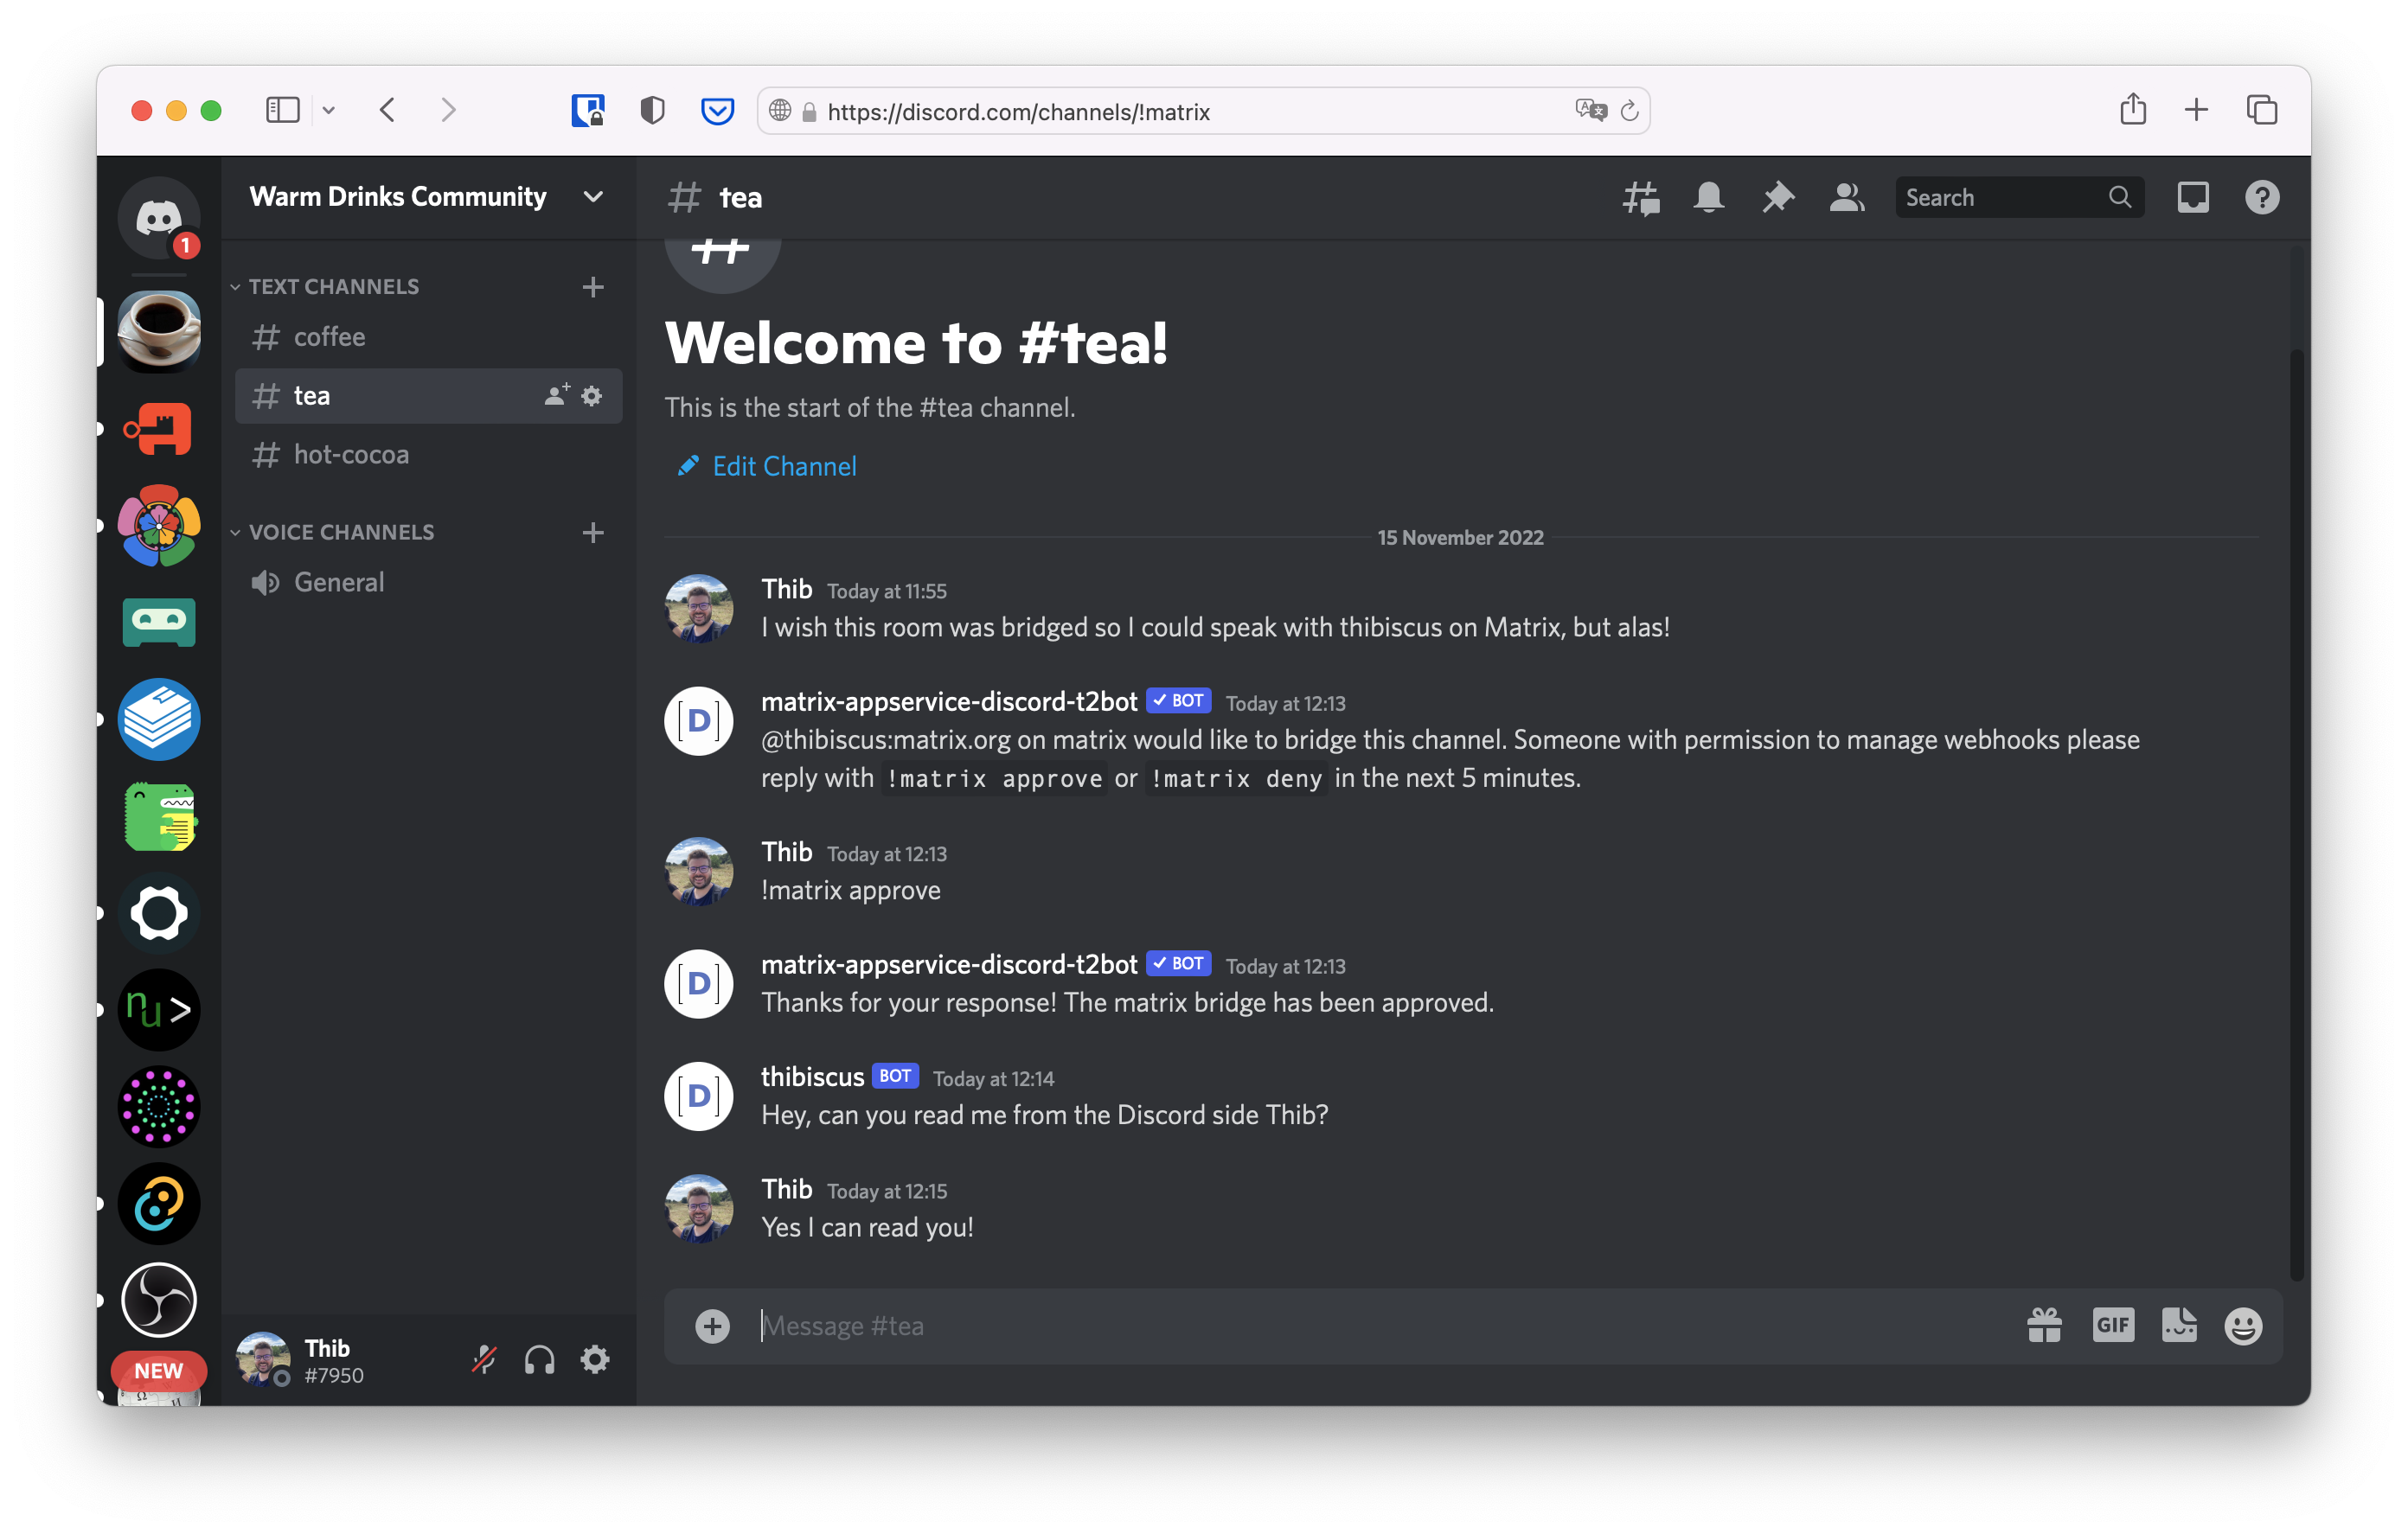 https://discord.com/channels/!matrix
1
Warm Drinks Community
TEXT CHANNELS
coffee
tea
hot-cocoa
VOICE CHANNELS
General
nu>
NEW
Thib
#7950
# tea
Search
#
Welcome to #tea!
This is the start of the #tea channel.
Edit Channel
15 November 2022
Thib Today at 11:55
I wish this room was bridged so I could speak with thibiscus on Matrix, but alas!
[D]
matrix-appservice-discord-t2bot ✓ BOT Today at 12:13
@thibiscus:matrix.org on matrix would like to bridge this channel. Someone with permission to manage webhooks please
reply with !matrix approve or !matrix deny in the next 5 minutes.
Thib Today at 12:13
!matrix approve
[D]
matrix-appservice-discord-t2bot ✓ BOT Today at 12:13
Thanks for your response! The matrix bridge has been approved.
[D]
thibiscus BOT Today at 12:14
Hey, can you read me from the Discord side Thib?
Thib Today at 12:15
Yes I can read you!
Message #tea
GIF